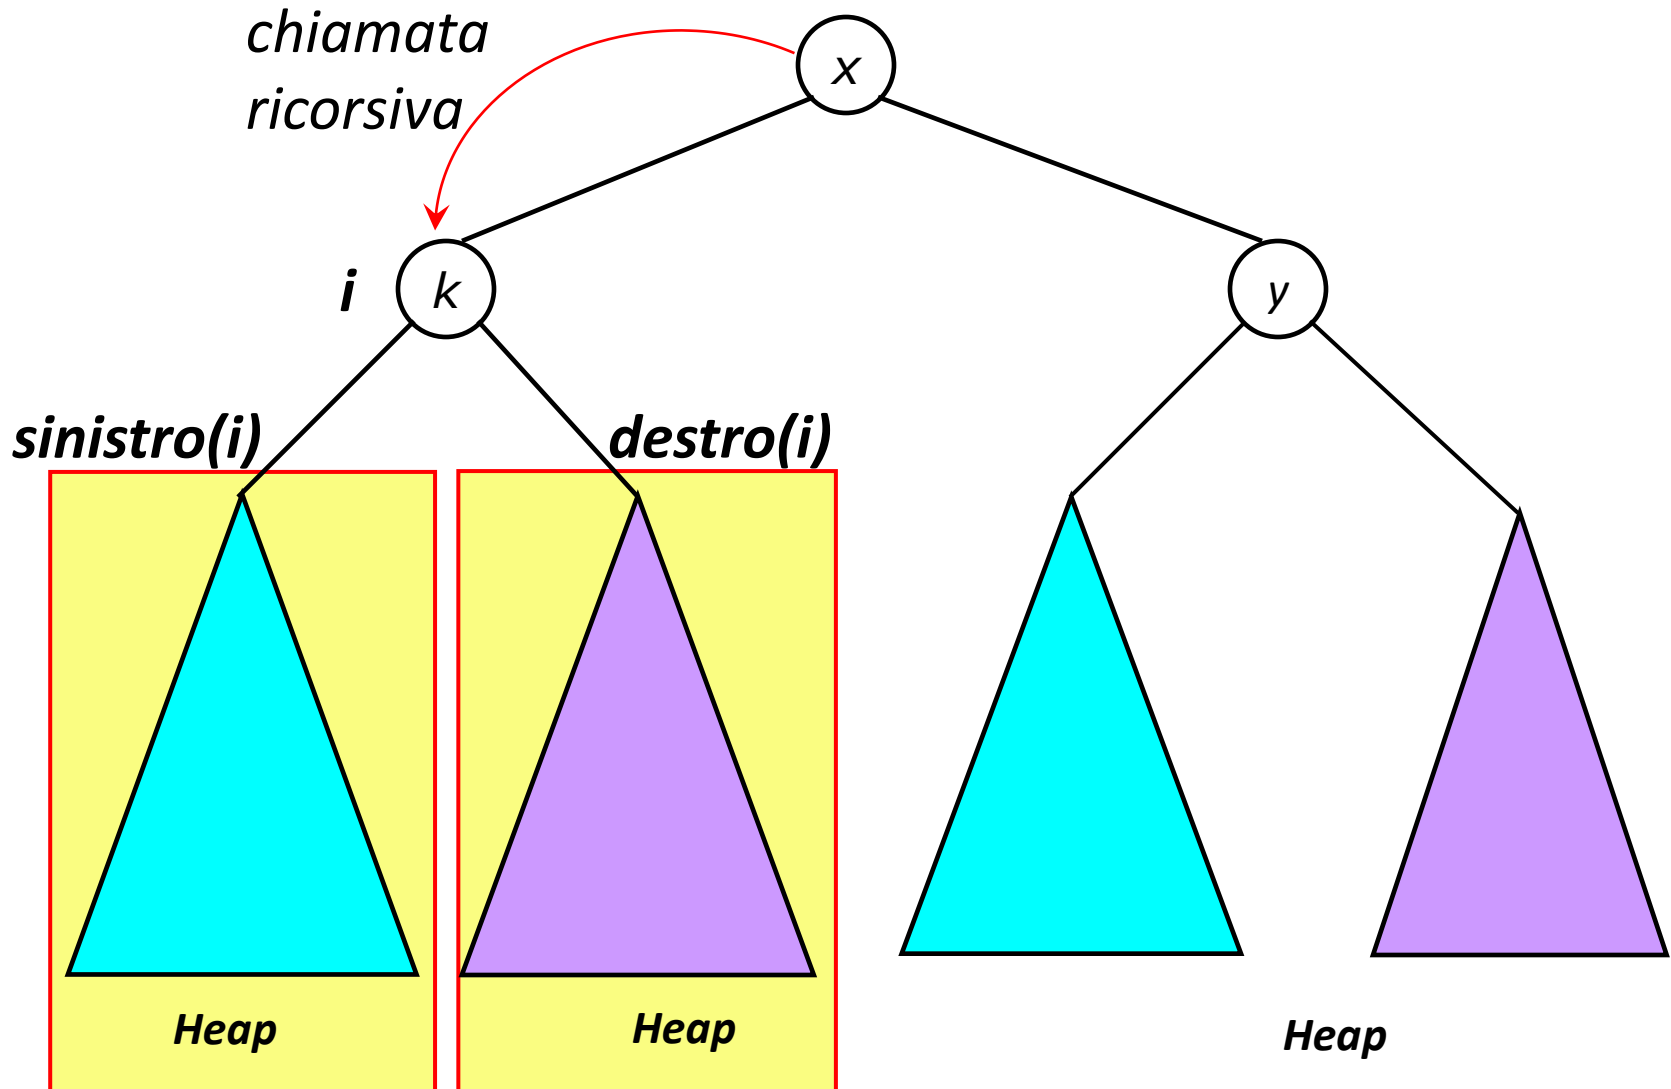 chiamata
ricorsiva
x
i
k
y
sinistro(i)
destro(i)
Heap
Heap
Heap